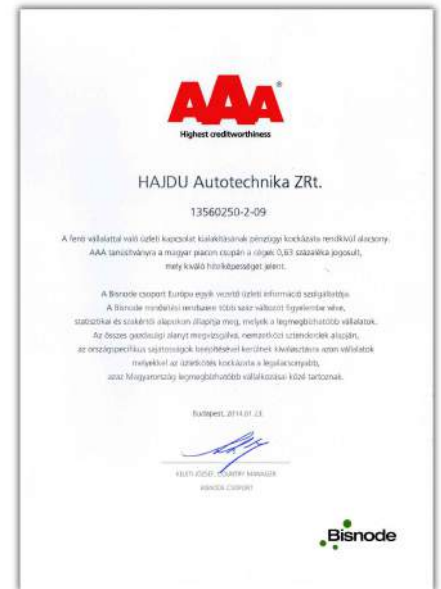 AAA®
Highest creditworthiness
HAJDU Autotechnika ZRt.
13560250-2-09
A fenti vállalattal való üzleti kapcsolat kialakításának pénzügyi kockázata rendkívül alacsony.
AAA tanúsítványra a magyar piacon csupán a cégek 0,63 százaléka jogosult,
mely kiváló hitelképességet jelent.
A Bisnode csoport Európa egyik vezető üzleti információ szolgáltatója.
A Bisnode minősítési rendszere több száz változót figyelembe véve,
statisztikai és szakértői alapokon állapítja meg, melyek a legmegbízhatóbb vállalatok.
Az összes gazdasági alanyt megvizsgálva, nemzetközi sztenderdek alapján,
az országspecifikus sajátosságok beépítésével kerülnek kiválasztásra azon vállalatok
melyekkel az üzletkötés kockázata a legalacsonyabb,
azaz Magyarország legmegbízhatóbb vállalkozásai közé tartoznak.
Budapest, 2014.01.23.
KELETI JÓZSEF, COUNTRY MANAGER
BISNODE CSOPORT
Bisnode